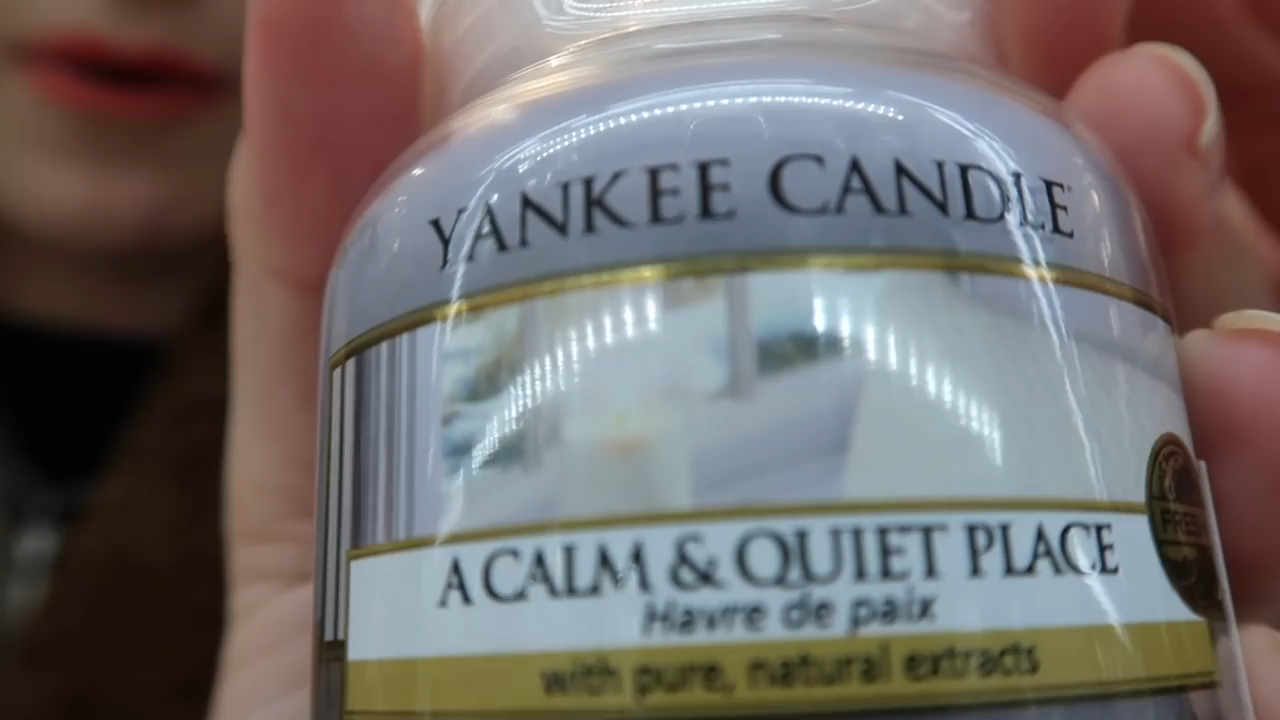 YANKEE CANDLE
A CALM & QUIET PLACE
Havre de paix
with pure, natural extracts